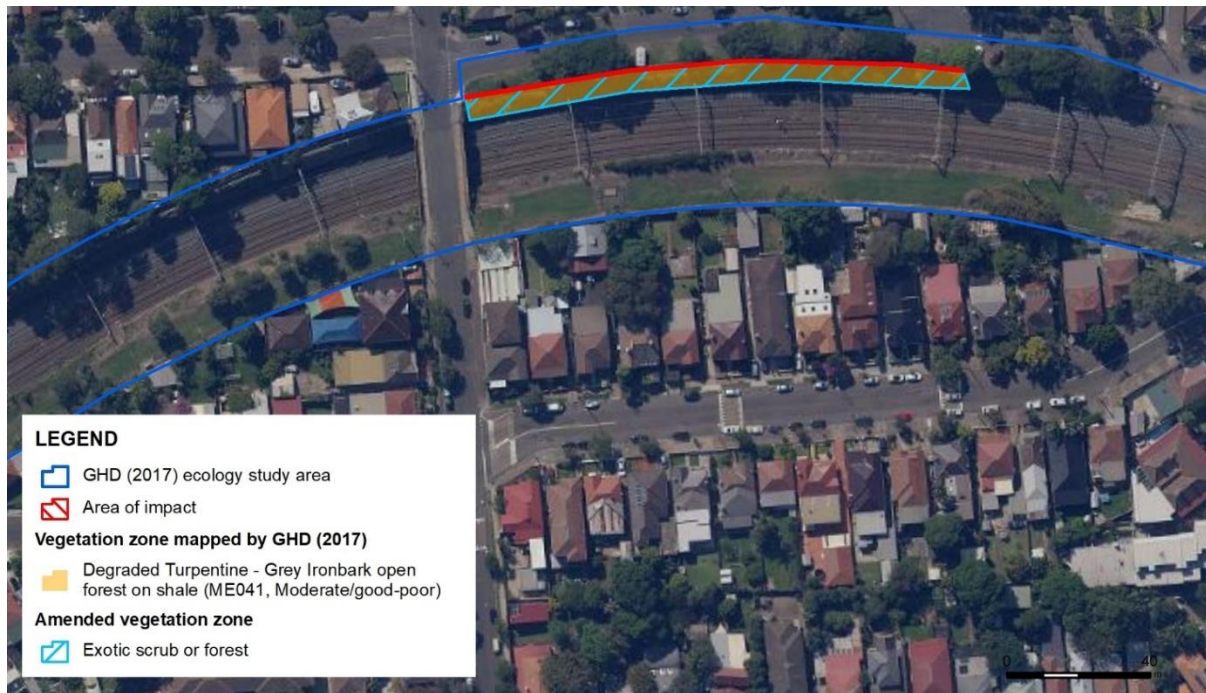 LEGEND
GHD (2017) ecology study area
Area of impact
Vegetation zone mapped by GHD (2017)
Degraded Turpentine - Grey Ironbark open
forest on shale (ME041, Moderate/good-poor)
Amended vegetation zone
Exotic scrub or forest
0 40